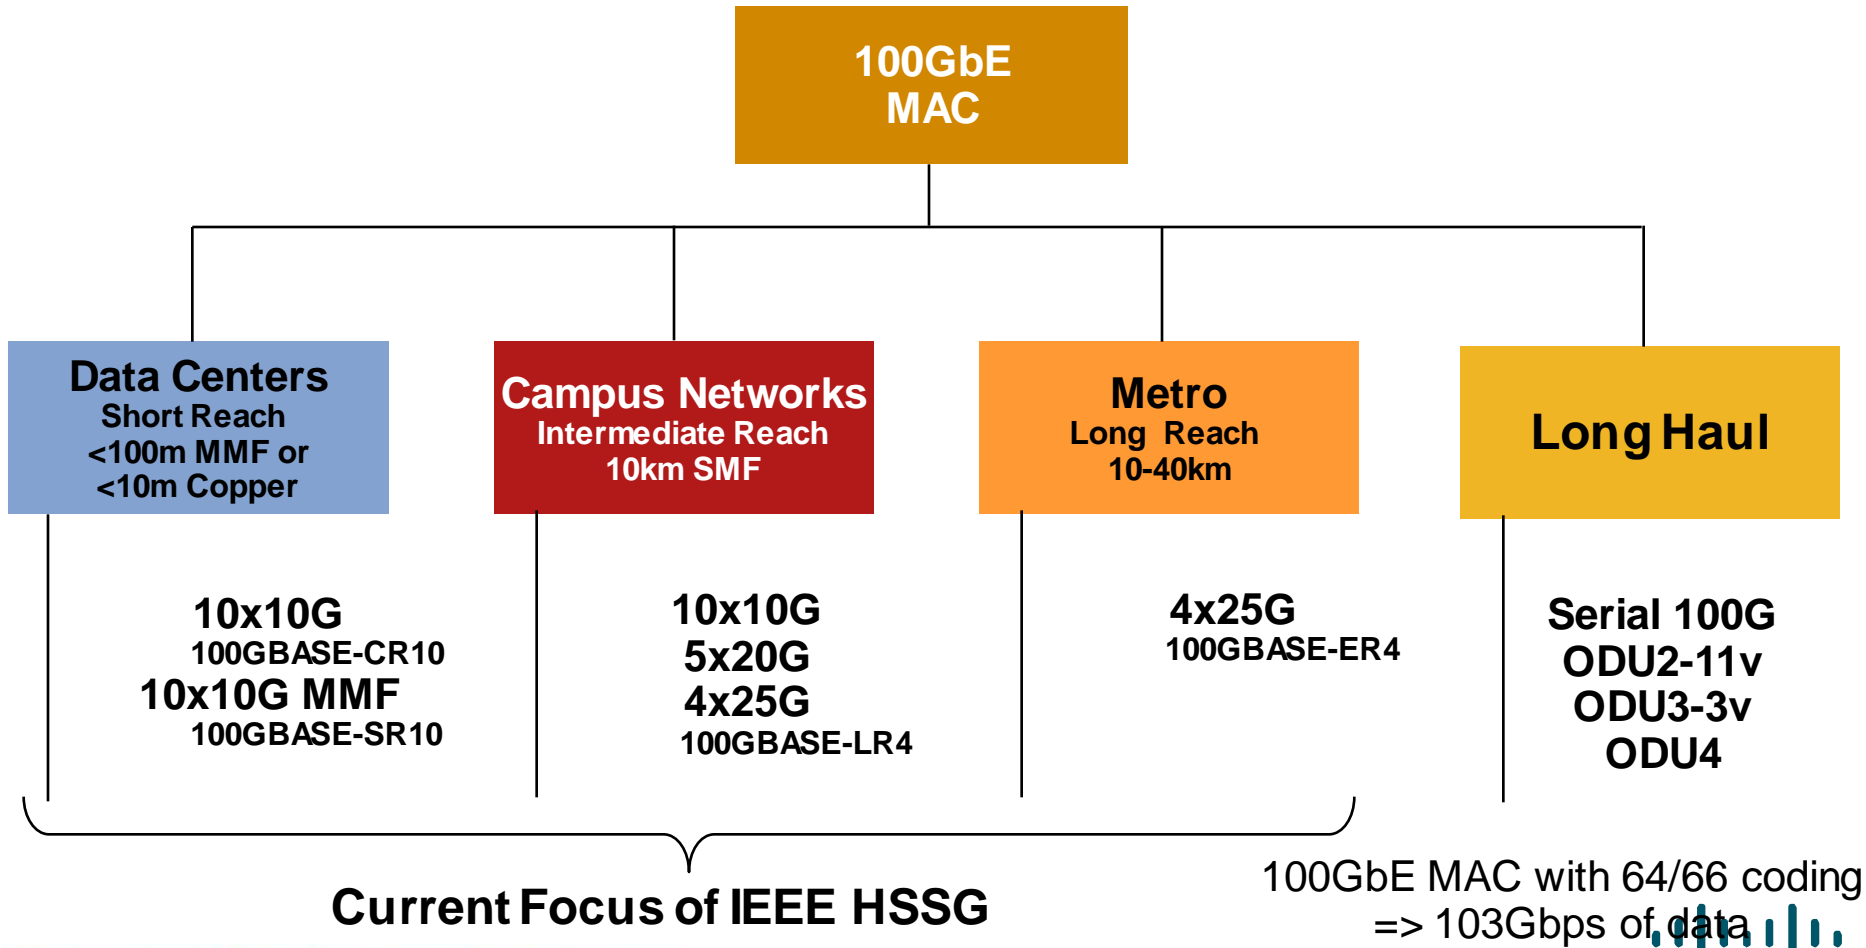 100GbE
MAC
Data Centers
Short Reach
<100m MMF or
<10m Copper
Campus Networks
Intermediate Reach
10km SMF
Metro
Long Reach
10-40km
Long Haul
10x10G
100GBASE-CR10
10x10G MMF
100GBASE-SR10
10x10G
5x20G
4x25G
100GBASE-LR4
4x25G
100GBASE-ER4
Serial 100G
ODU2-11v
ODU3-3v
ODU4
Current Focus of IEEE HSSG
100GbE MAC with 64/66 coding
=> 103Gbps of data